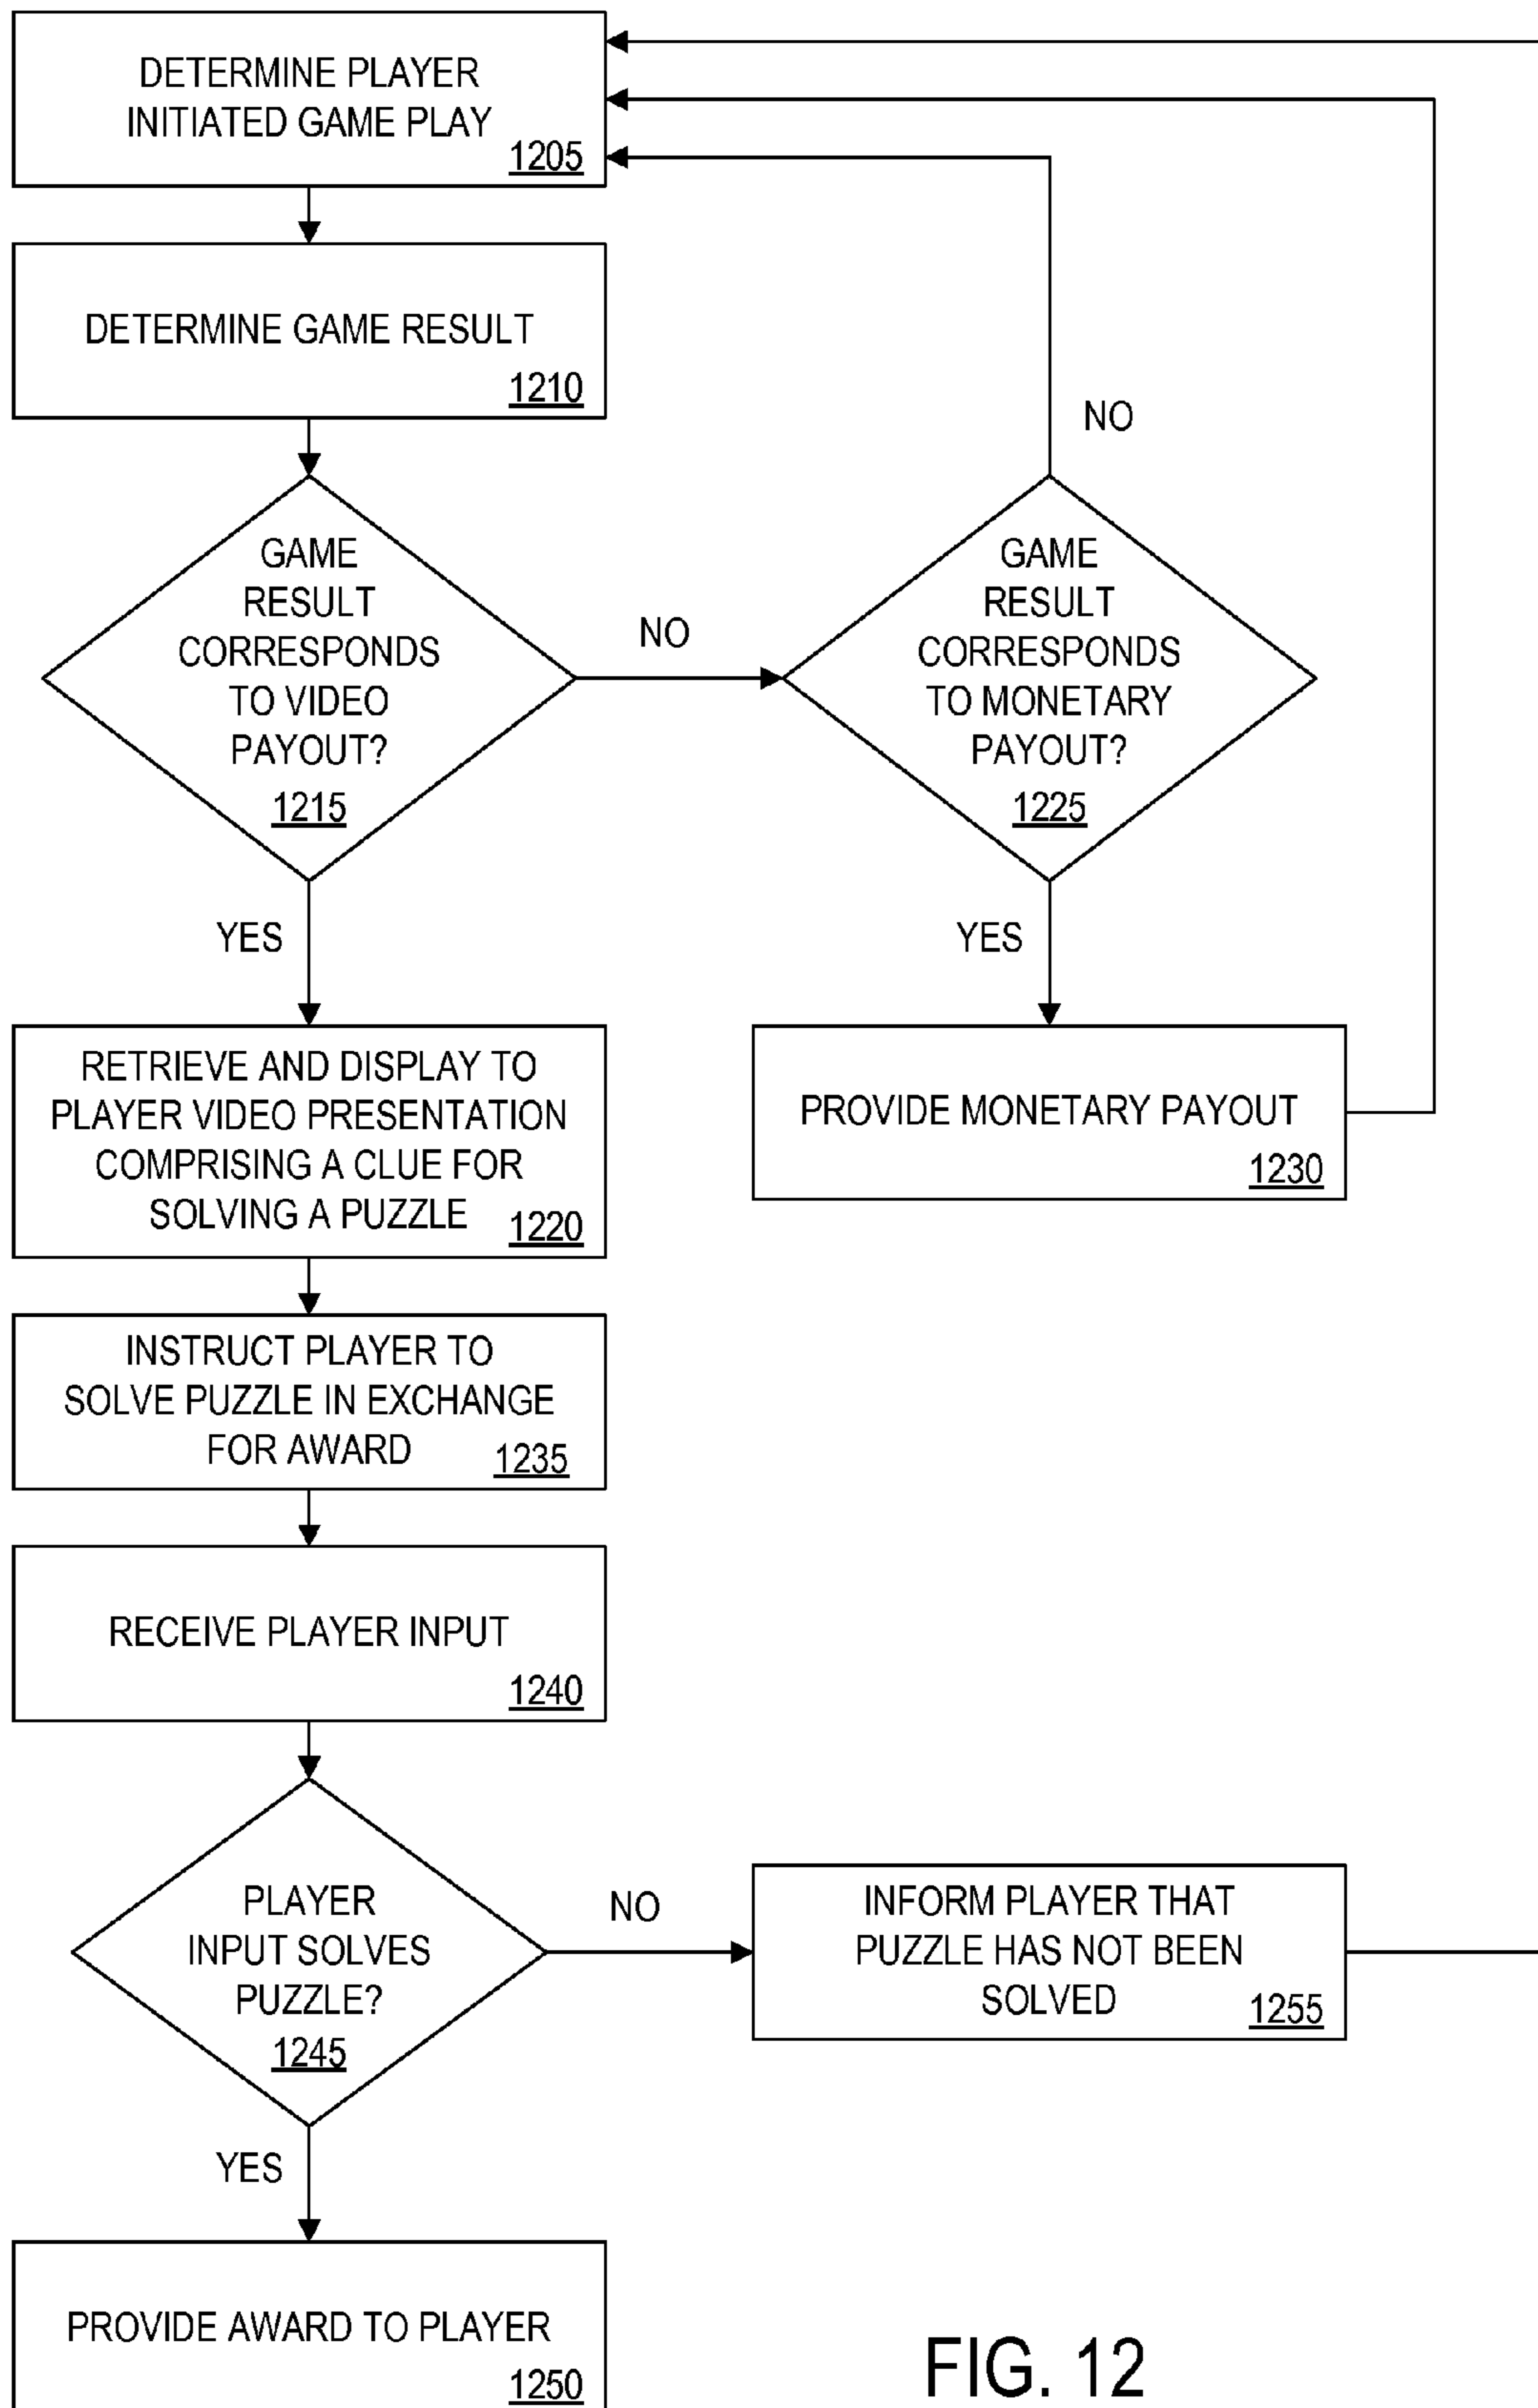 DETERMINE PLAYER
INITIATED GAME PLAY
1205
DETERMINE GAME RESULT
1210
NO
GAME
RESULT
CORRESPONDS
TO VIDEO
PAYOUT?
1215
NO
GAME
RESULT
CORRESPONDS
TO MONETARY
PAYOUT?
1225
YES
YES
RETRIEVE AND DISPLAY TO
PLAYER VIDEO PRESENTATION
COMPRISING A CLUE FOR
SOLVING A PUZZLE
1220
PROVIDE MONETARY PAYOUT
1230
INSTRUCT PLAYER TO
SOLVE PUZZLE IN EXCHANGE
FOR AWARD
1235
RECEIVE PLAYER INPUT
1240
PLAYER
INPUT SOLVES
PUZZLE?
1245
NO
INFORM PLAYER THAT
PUZZLE HAS NOT BEEN
SOLVED
1255
YES
PROVIDE AWARD TO PLAYER
1250
FIG. 12